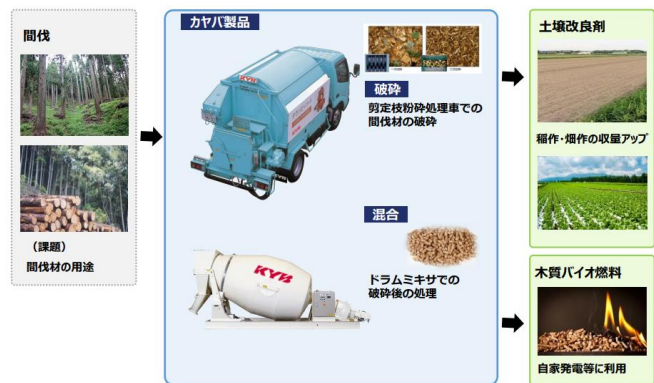 間伐
（課題）
間伐材の用途
カヤバ製品
KYB
破砕
剪定枝粉砕処理車での
間伐材の破砕
混合
KYB
ドラムミキサでの
破砕後の処理
土壌改良剤
稲作・畑作の収量アップ
木質バイオ燃料
自家発電等に利用